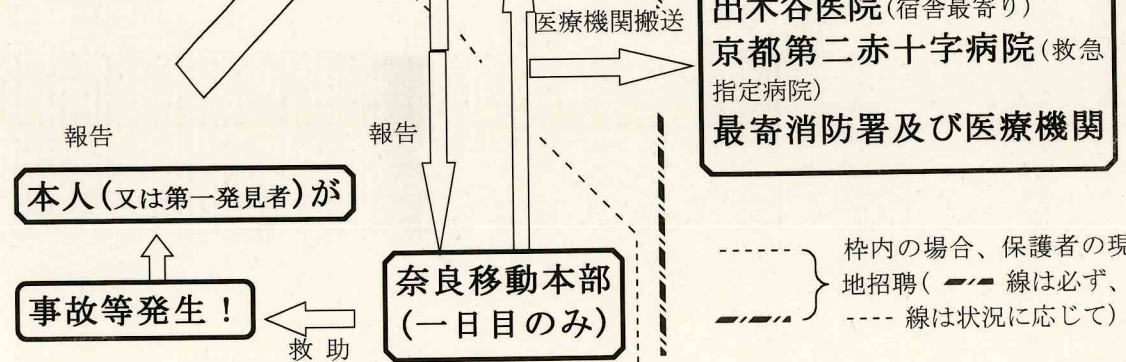 出木谷医院(宿舎最寄り)
医療機関搬送
京都第二赤十字病院(救急
指定病院)
最寄消防署及び医療機関
報告
報告
本人(又は第一発見者)が
奈良移動本部
(一日目のみ)
事故等発生!
救助
枠内の場合、保護者の現
地招聘( 線は必ず、
---- 線は状況に応じて)